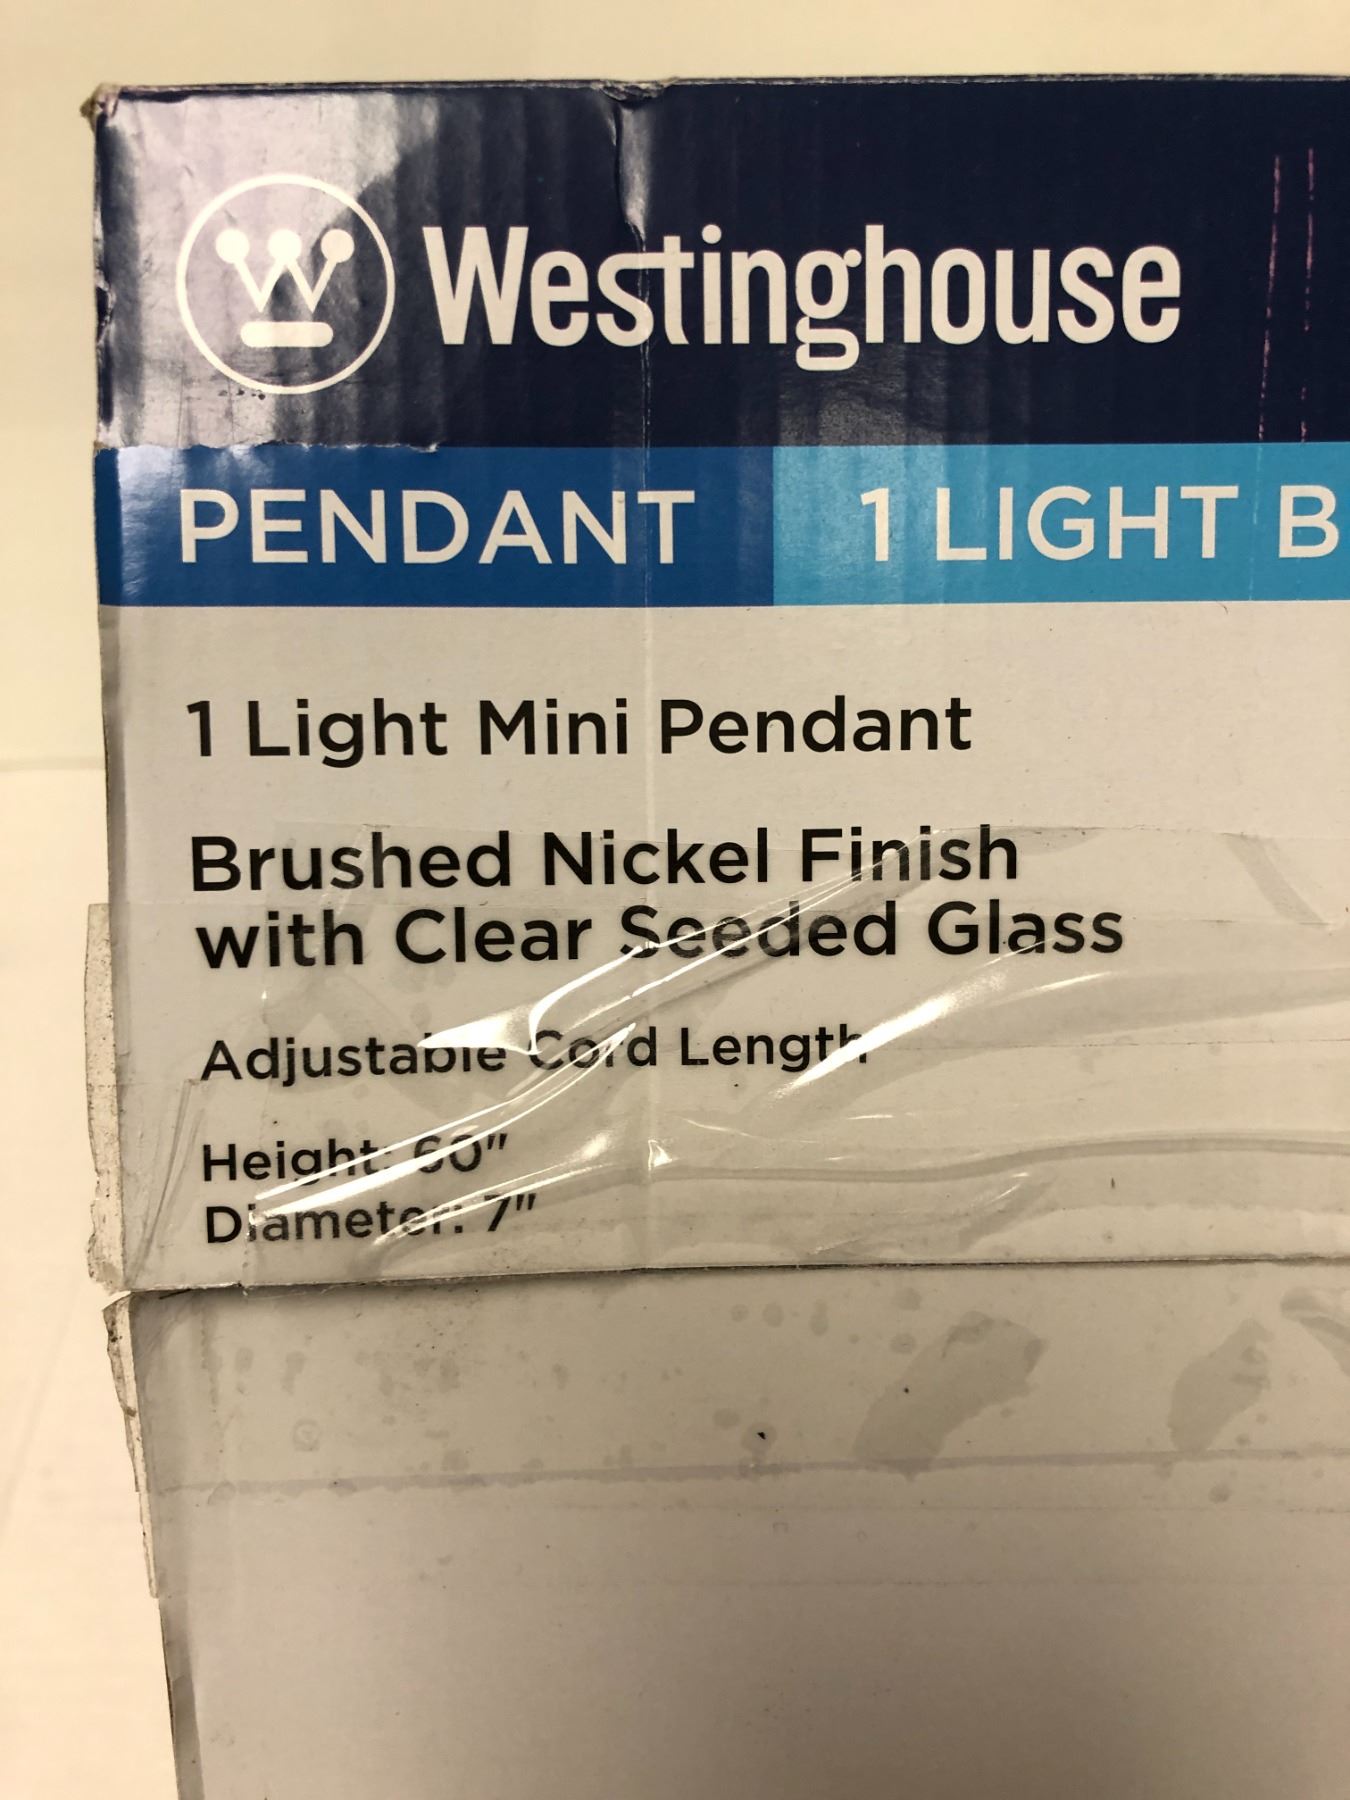 Westinghouse
PENDANT 1 LIGHT B
1 Light Mini Pendant
Brushed Nickel Finish
with Clear Seeded Glass
Adjustable Cord Length
Height: 60"
Diameter: 7"